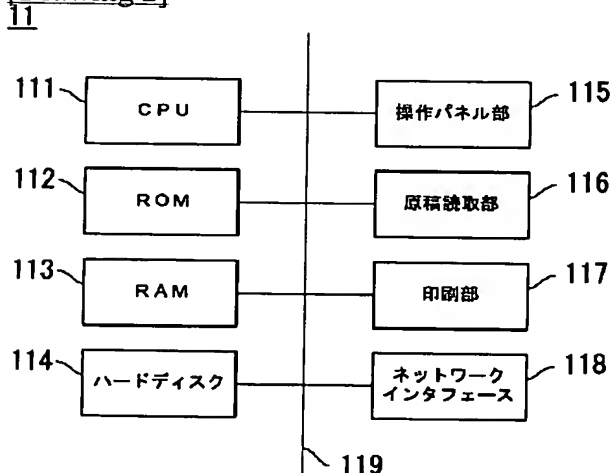 11
111
CPU
操作パネル部
115
112
ROM
原稿読取部
116
113
RAM
印刷部
117
114
ハードディスク
ネットワーク
インタフェース
118
119